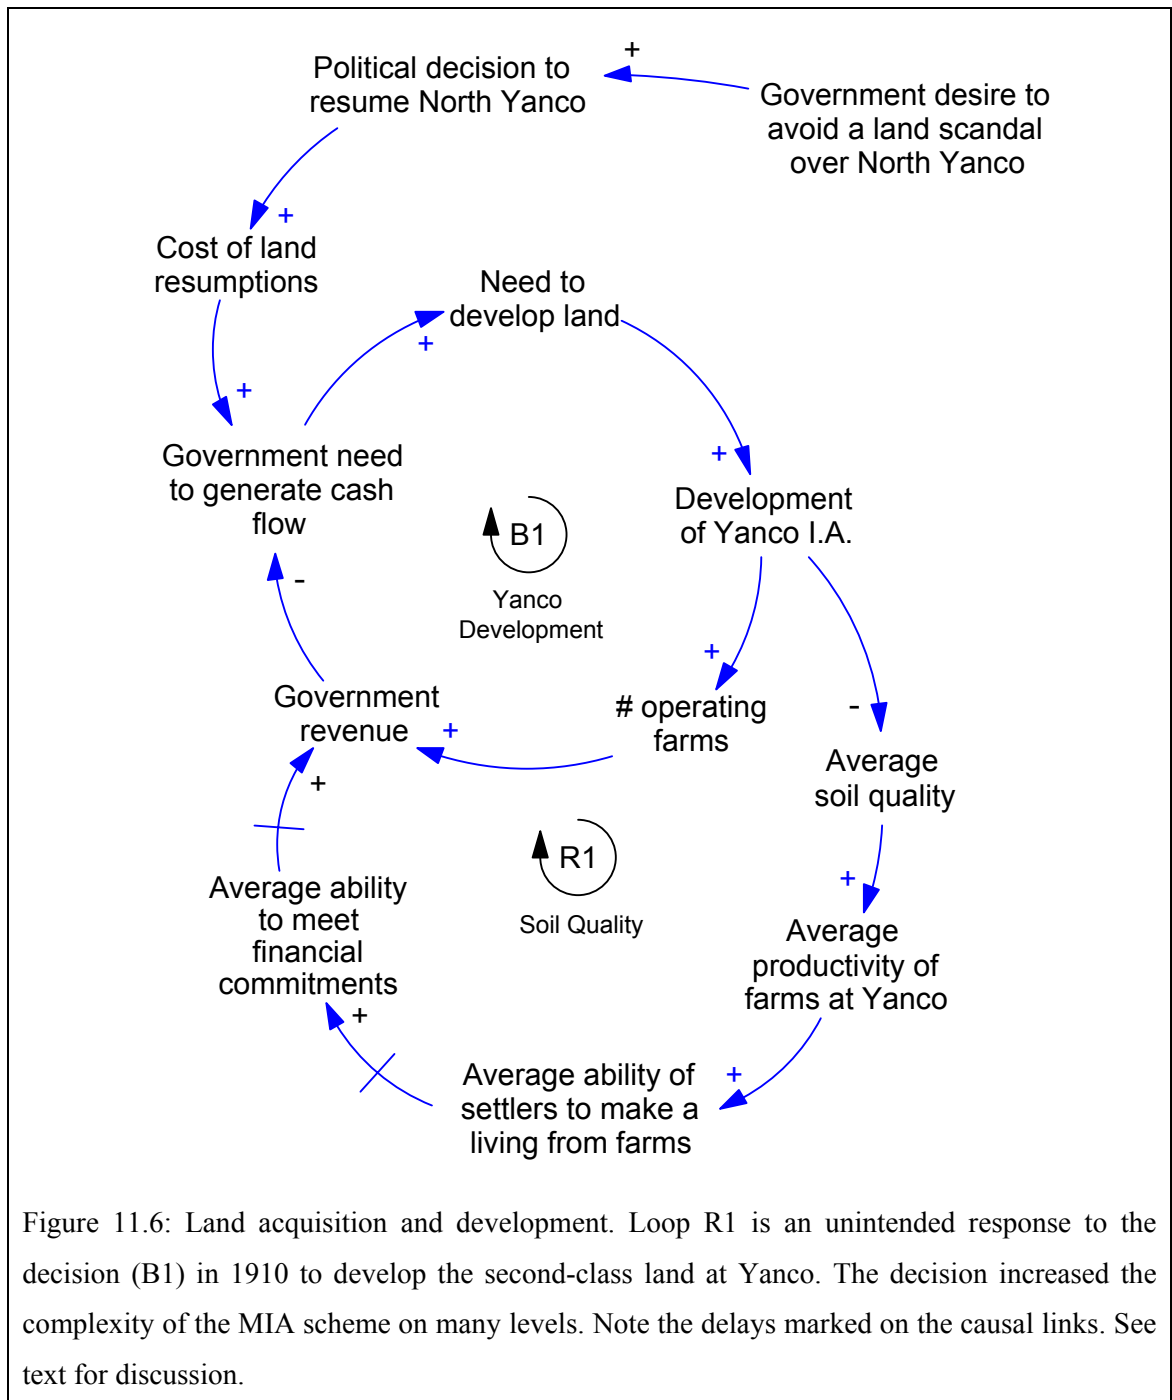 +
Political decision to
resume North Yanco
Government desire to
avoid a land scandal
over North Yanco
+
Cost of land
resumptions
Need to
develop land
+
+
Government need
to generate cash
flow
+
Development
of Yanco I.A.
B1
Yanco
Development
-
+
Government
revenue
+
# operating
farms
-
Average
soil quality
+
R1
Soil Quality
Average ability
to meet
financial
commitments
+
Average
productivity of
farms at Yanco
+
Average ability of
settlers to make a
living from farms
+
Figure 11.6: Land acquisition and development. Loop R1 is an unintended response to the
decision (B1) in 1910 to develop the second-class land at Yanco. The decision increased the
complexity of the MIA scheme on many levels. Note the delays marked on the causal links. See
text for discussion.